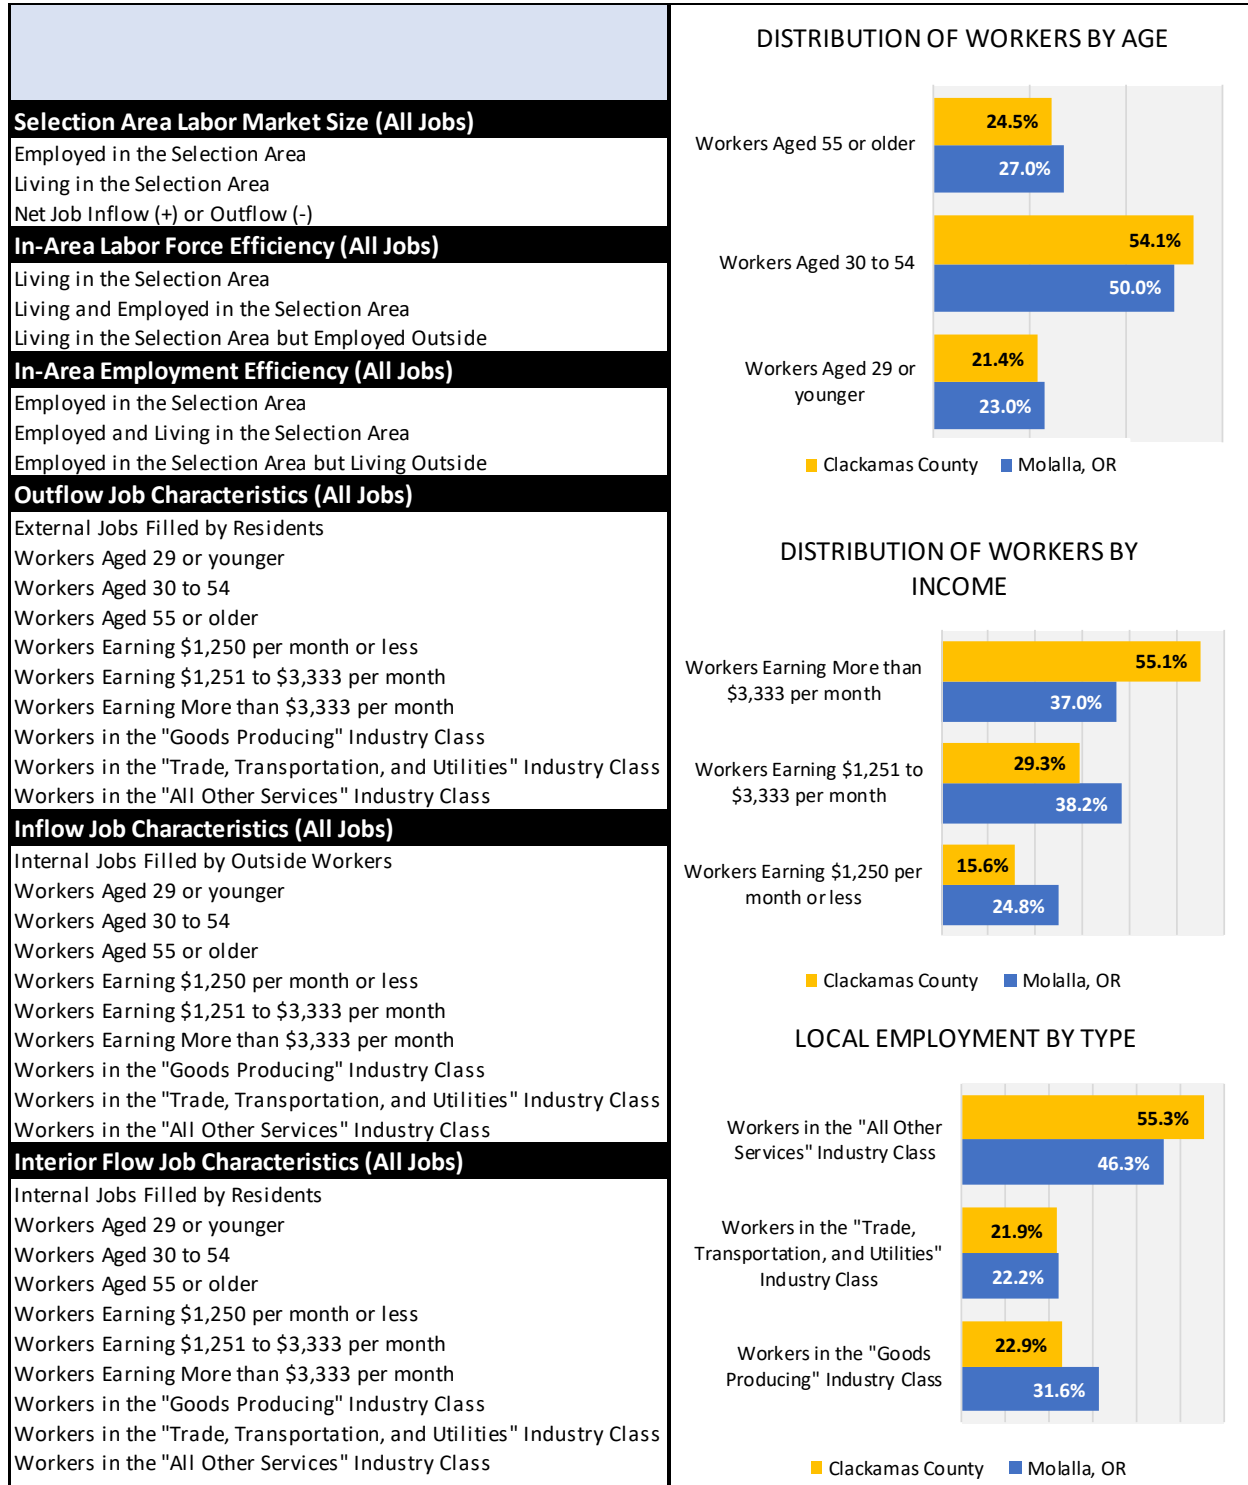 Selection Area Labor Market Size (All Jobs)
Employed in the Selection Area
Living in the Selection Area
Net Job Inflow (+) or Outflow (-)
In-Area Labor Force Efficiency (All Jobs)
Living in the Selection Area
Living and Employed in the Selection Area
Living in the Selection Area but Employed Outside
In-Area Employment Efficiency (All Jobs)
Employed in the Selection Area
Employed and Living in the Selection Area
Employed in the Selection Area but Living Outside
Outflow Job Characteristics (All Jobs)
External Jobs Filled by Residents
Workers Aged 29 or younger
Workers Aged 30 to 54
Workers Aged 55 or older
Workers Earning $1,250 per month or less
Workers Earning $1,251 to $3,333 per month
Workers Earning More than $3,333 per month
Workers in the "Goods Producing" Industry Class
Workers in the "Trade, Transportation, and Utilities" Industry Class
Workers in the "All Other Services" Industry Class
Inflow Job Characteristics (All Jobs)
Internal Jobs Filled by Outside Workers
Workers Aged 29 or younger
Workers Aged 30 to 54
Workers Aged 55 or older
Workers Earning $1,250 per month or less
Workers Earning $1,251 to $3,333 per month
Workers Earning More than $3,333 per month
Workers in the "Goods Producing" Industry Class
Workers in the "Trade, Transportation, and Utilities" Industry Class
Workers in the "All Other Services" Industry Class
Interior Flow Job Characteristics (All Jobs)
Internal Jobs Filled by Residents
Workers Aged 29 or younger
Workers Aged 30 to 54
Workers Aged 55 or older
Workers Earning $1,250 per month or less
Workers Earning $1,251 to $3,333 per month
Workers Earning More than $3,333 per month
Workers in the "Goods Producing" Industry Class
Workers in the "Trade, Transportation, and Utilities" Industry Class
Workers in the "All Other Services" Industry Class
DISTRIBUTION OF WORKERS BY AGE
Workers Aged 55 or older
24.5%
27.0%
Workers Aged 30 to 54
54.1%
50.0%
Workers Aged 29 or
younger
21.4%
23.0%
Clackamas County
Molalla, OR
DISTRIBUTION OF WORKERS BY
INCOME
Workers Earning More than
$3,333 per month
55.1%
37.0%
Workers Earning $1,251 to
$3,333 per month
29.3%
38.2%
Workers Earning $1,250 per
month or less
15.6%
24.8%
Clackamas County
Molalla, OR
LOCAL EMPLOYMENT BY TYPE
Workers in the "All Other
Services" Industry Class
55.3%
46.3%
Workers in the "Trade,
Transportation, and Utilities"
Industry Class
21.9%
22.2%
Workers in the "Goods
Producing" Industry Class
22.9%
31.6%
Clackamas County
Molalla, OR